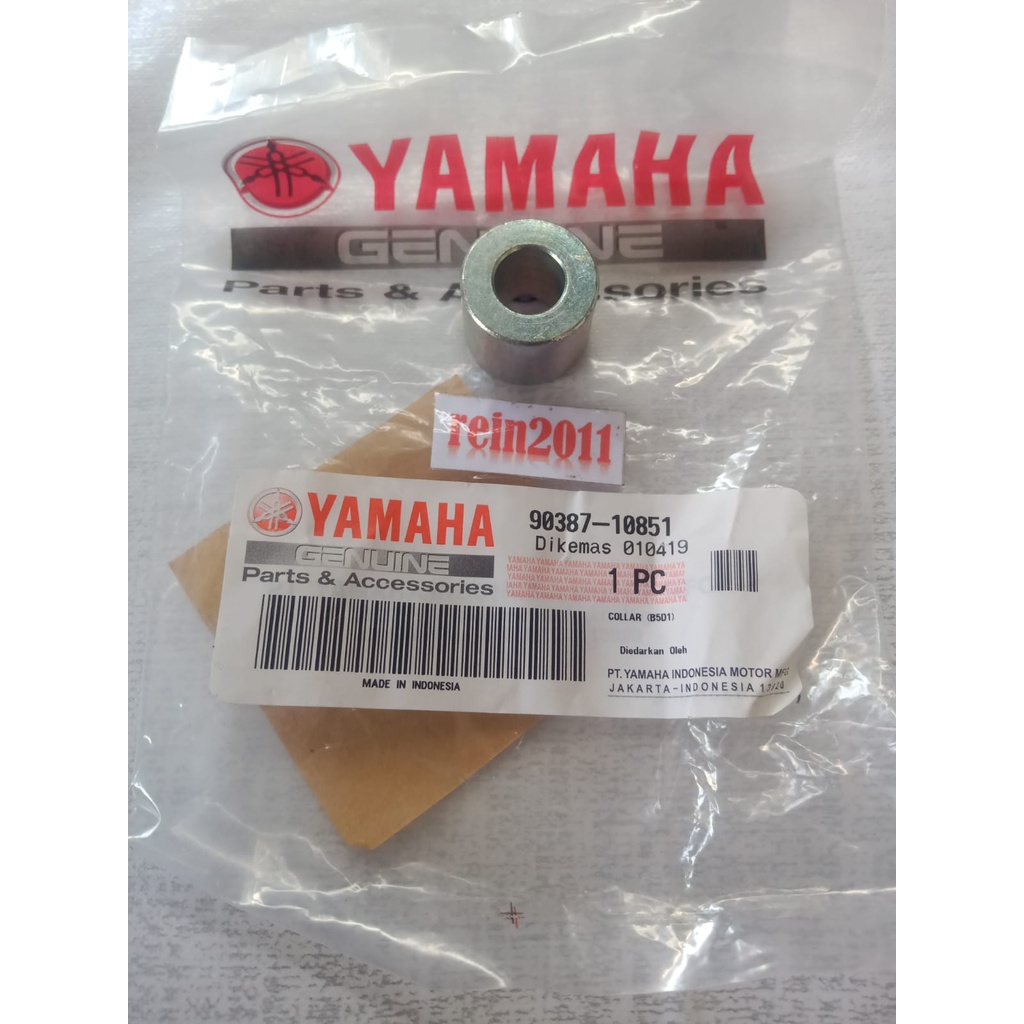 YAMAHA
GENUINE
Parts & Accessories
rein2011
YAMAHA
GENUINE
Parts & Accessories
MADE IN INDONESIA
90387-10851
Dikemas 010419
1 PC
COLLAR (B5D1)
Diedarkan Oleh
PT. YAMAHA INDONESIA MOTOR MFG
JAKARTA-INDONESIA